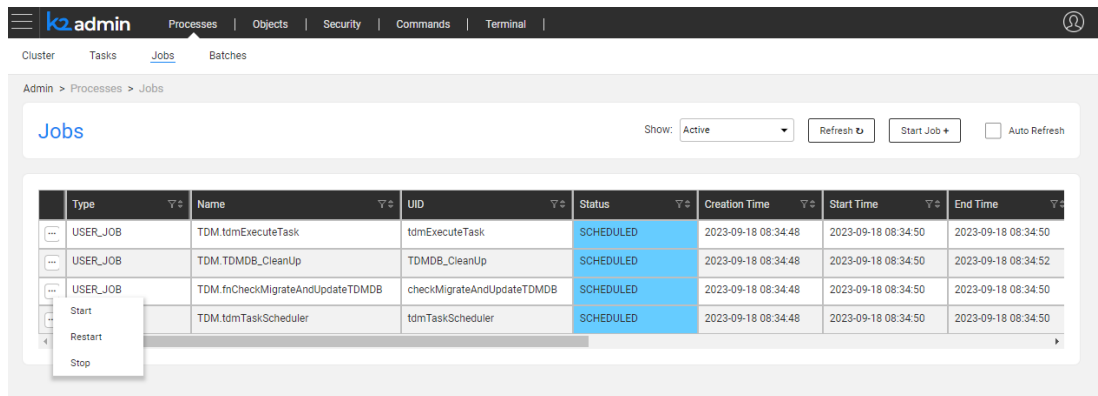 k2admin Processes | Objects | Security | Commands | Terminal |
Cluster Tasks Jobs Batches
Admin > Processes > Jobs
Jobs Show: Active Refresh ↻ Start Job + Auto Refresh
Type Name UID Status Creation Time Start Time End Time
... USER_JOB TDM.tdmExecuteTask tdmExecuteTask SCHEDULED 2023-09-18 08:34:48 2023-09-18 08:34:50 2023-09-18 08:34:50
... USER_JOB TDM.TDMDB_CleanUp TDMDB_CleanUp SCHEDULED 2023-09-18 08:34:48 2023-09-18 08:34:50 2023-09-18 08:34:52
... USER_JOB TDM.fnCheckMigrateAndUpdateTDMDB checkMigrateAndUpdateTDMDB SCHEDULED 2023-09-18 08:34:48 2023-09-18 08:34:50 2023-09-18 08:34:50
TDM.tdmTaskScheduler tdmTaskScheduler SCHEDULED 2023-09-18 08:34:48 2023-09-18 08:34:50 2023-09-18 08:34:50
Start
Restart
Stop